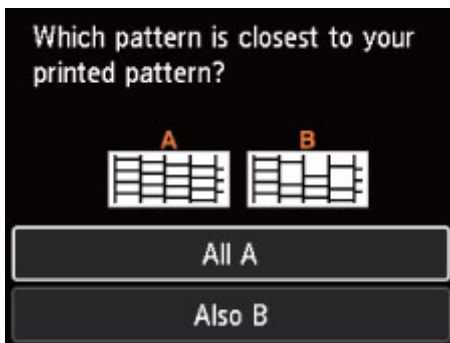 Which pattern is closest to your
printed pattern?
A B
All A
Also B